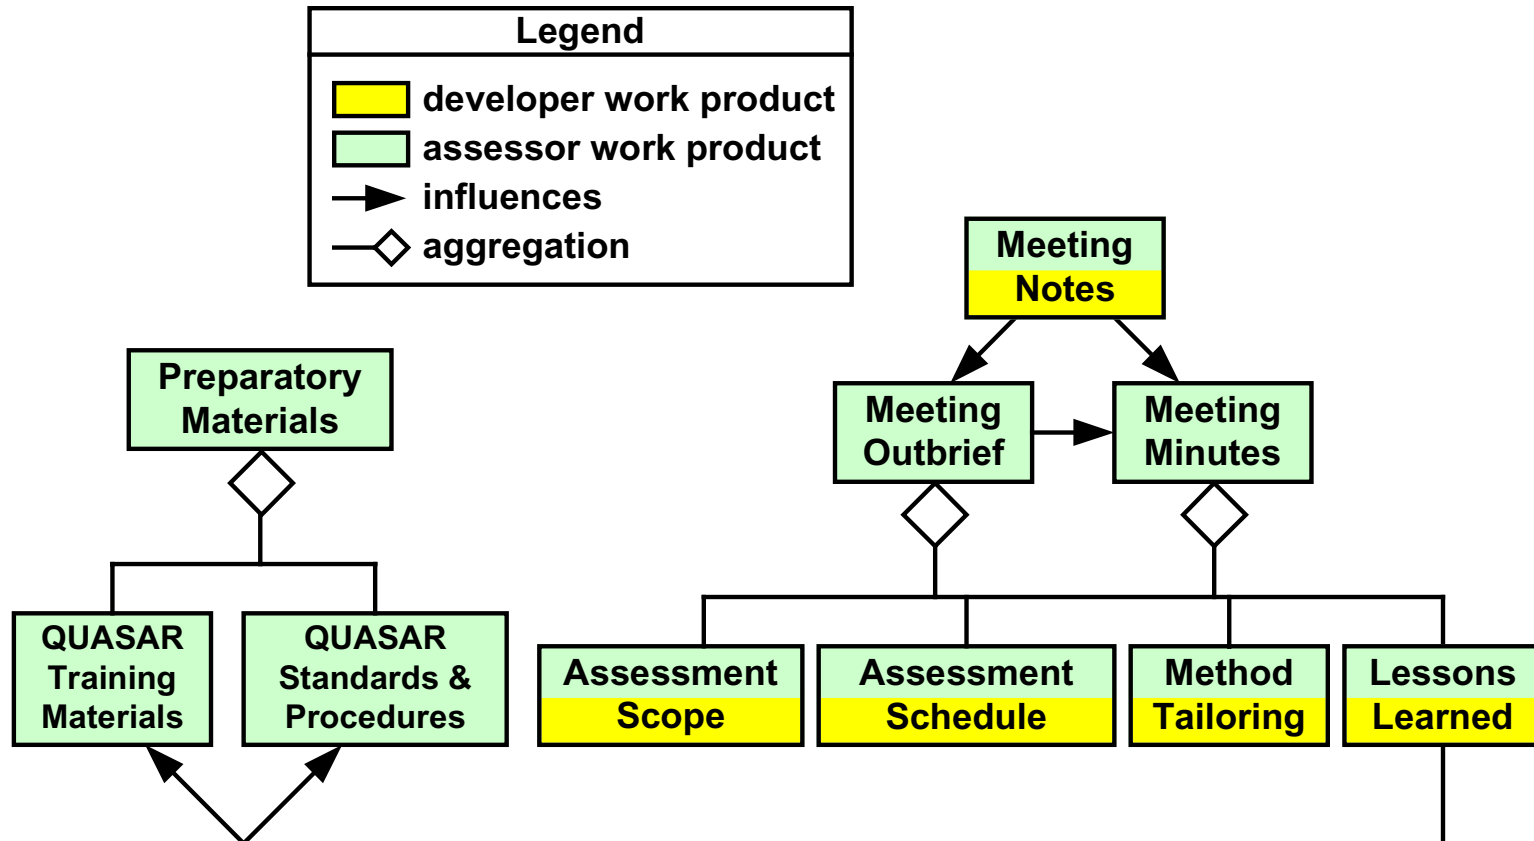 Legend
developer work product
assessor work product
influences
aggregation
Meeting
Notes
Preparatory
Materials
Meeting
Outbrief
Meeting
Minutes
QUASAR
Training
Materials
QUASAR
Standards &
Procedures
Assessment
Scope
Assessment
Schedule
Method
Tailoring
Lessons
Learned